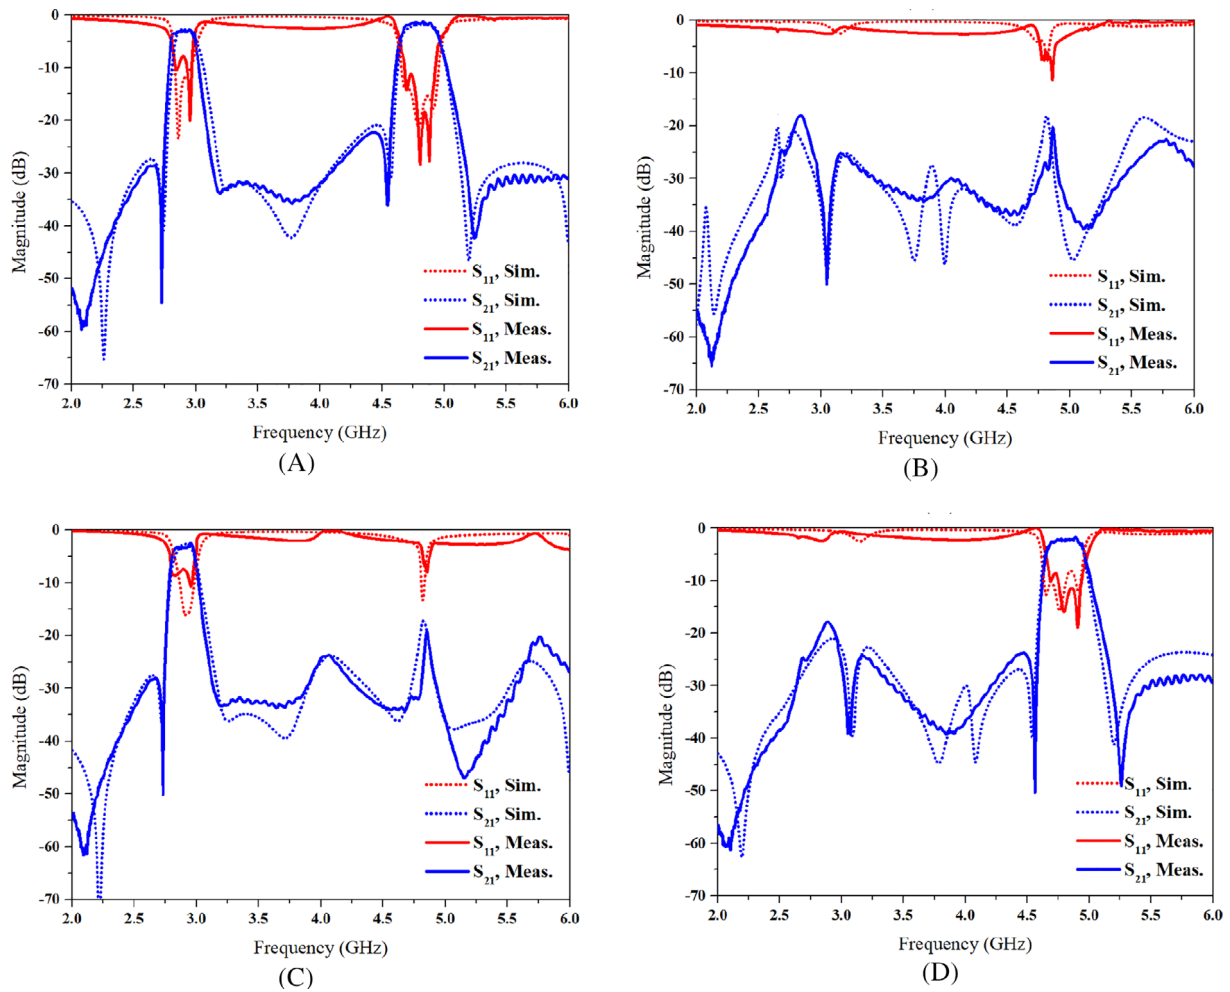 0
-10
-20
-30
-40
-50
-60
-70
Magnitude (dB)
S11, Sim.
S21, Sim.
S11, Meas.
S21, Meas.
2.0 2.5 3.0 3.5 4.0 4.5 5.0 5.5 6.0
Frequency (GHz)
(A)
0
-10
-20
-30
-40
-50
-60
-70
Magnitude (dB)
S11, Sim.
S21, Sim.
S11, Meas.
S21, Meas.
2.0 2.5 3.0 3.5 4.0 4.5 5.0 5.5 6.0
Frequency (GHz)
(B)
0
-10
-20
-30
-40
-50
-60
-70
Magnitude (dB)
S11, Sim.
S21, Sim.
S11, Meas.
S21, Meas.
2.0 2.5 3.0 3.5 4.0 4.5 5.0 5.5 6.0
Frequency (GHz)
(C)
0
-10
-20
-30
-40
-50
-60
-70
Magnitude (dB)
S11, Sim.
S21, Sim.
S11, Meas.
S21, Meas.
2.0 2.5 3.0 3.5 4.0 4.5 5.0 5.5 6.0
Frequency (GHz)
(D)